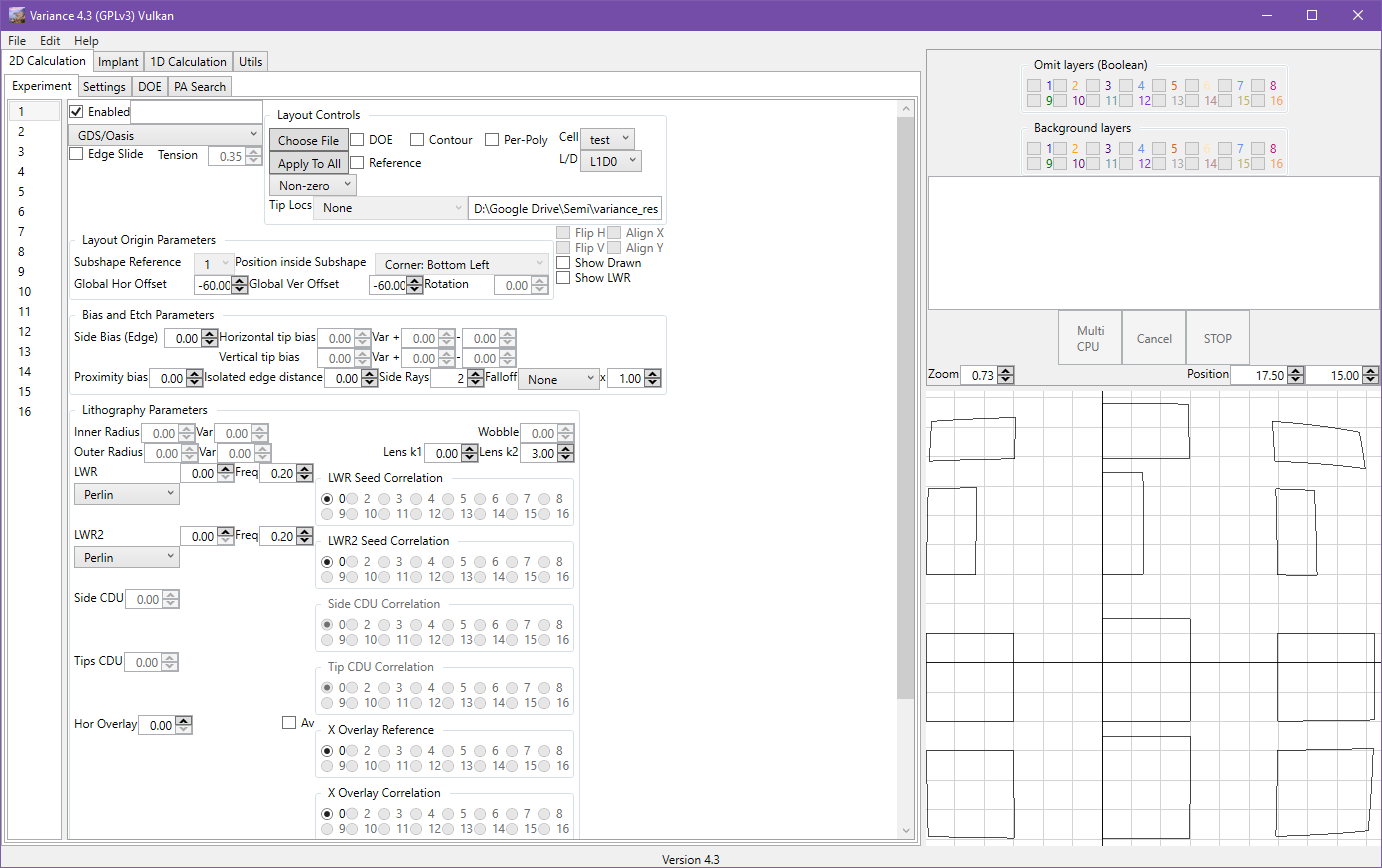 Variance 4.3 (GPLv3) Vulkan
File Edit Help
2D Calculation Implant 1D Calculation Utils
Experiment Settings DOE PA Search
1
2
3
4
5
6
7
8
9
10
11
12
13
14
15
16
Enabled
GDS/Oasis
Edge Slide Tension 0.35
Layout Controls
Choose File DOE Contour Per-Poly Cell test
Apply To All Reference L/D L1D0
Non-zero
Tip Locs None D:\Google Drive\Semi\variance_res
Layout Origin Parameters
Subshape Reference 1 Position inside Subshape Corner: Bottom Left
Global Hor Offset -60.00 Global Ver Offset -60.00 Rotation 0.00
Flip H Align X
Flip V Align Y
Show Drawn
Show LWR
Bias and Etch Parameters
Side Bias (Edge) 0.00 Horizontal tip bias 0.00 Var + 0.00 - 0.00
Vertical tip bias 0.00 Var + 0.00 - 0.00
Proximity bias 0.00 Isolated edge distance 0.00 Side Rays 2 Falloff None x 1.00
Lithography Parameters
Inner Radius 0.00 Var 0.00 Wobble 0.00
Outer Radius 0.00 Var 0.00 Lens k1 0.00 Lens k2 3.00
LWR 0.00 Freq 0.20
Perlin
LWR Seed Correlation
0 2 3 4 5 6 7 8
9 10 11 12 13 14 15 16
LWR2 0.00 Freq 0.20
Perlin
LWR2 Seed Correlation
0 2 3 4 5 6 7 8
9 10 11 12 13 14 15 16
Side CDU 0.00
Side CDU Correlation
0 2 3 4 5 6 7 8
9 10 11 12 13 14 15 16
Tips CDU 0.00
Tip CDU Correlation
0 2 3 4 5 6 7 8
9 10 11 12 13 14 15 16
Hor Overlay 0.00 Av
X Overlay Reference
0 2 3 4 5 6 7 8
9 10 11 12 13 14 15 16
X Overlay Correlation
0 2 3 4 5 6 7 8
9 10 11 12 13 14 15 16
Omit layers (Boolean)
1 2 3 4 5 6 7 8
9 10 11 12 13 14 15 16
Background layers
1 2 3 4 5 6 7 8
9 10 11 12 13 14 15 16
Multi
CPU
Cancel
STOP
Zoom 0.73 Position 17.50 15.00
Version 4.3